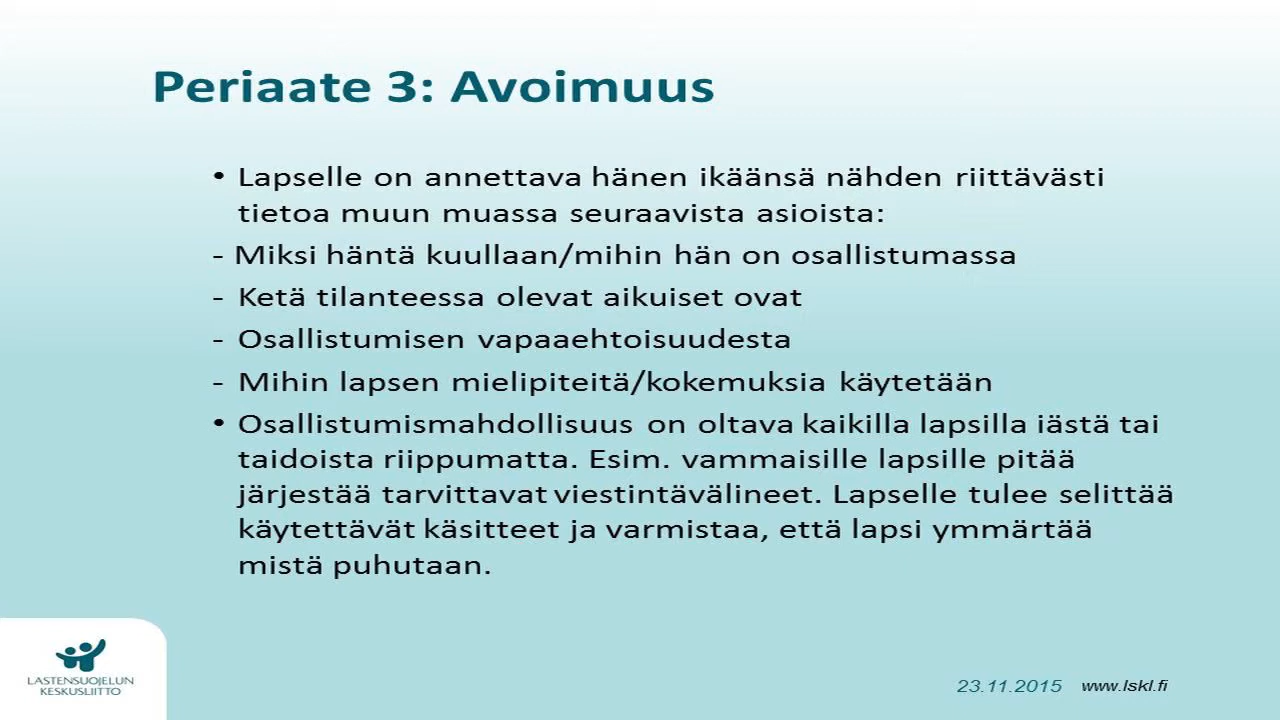 Periaate 3: Avoimuus
• Lapselle on annettava hänen ikäänsä nähden riittävästi
tietoa muun muassa seuraavista asioista:
- Miksi häntä kuullaan/mihin hän on osallistumassa
- Ketä tilanteessa olevat aikuiset ovat
- Osallistumisen vapaaehtoisuudesta
- Mihin lapsen mielipiteitä/kokemuksia käytetään
• Osallistumismahdollisuus on oltava kaikilla lapsilla iästä tai
taidoista riippumatta. Esim. vammaisille lapsille pitää
järjestää tarvittavat viestintävälineet. Lapselle tulee selittää
käytettävät käsitteet ja varmistaa, että lapsi ymmärtää
mistä puhutaan.
LASTENSUOJELUN
KESKUSLIITTO
23.11.2015 www.lskl.fi